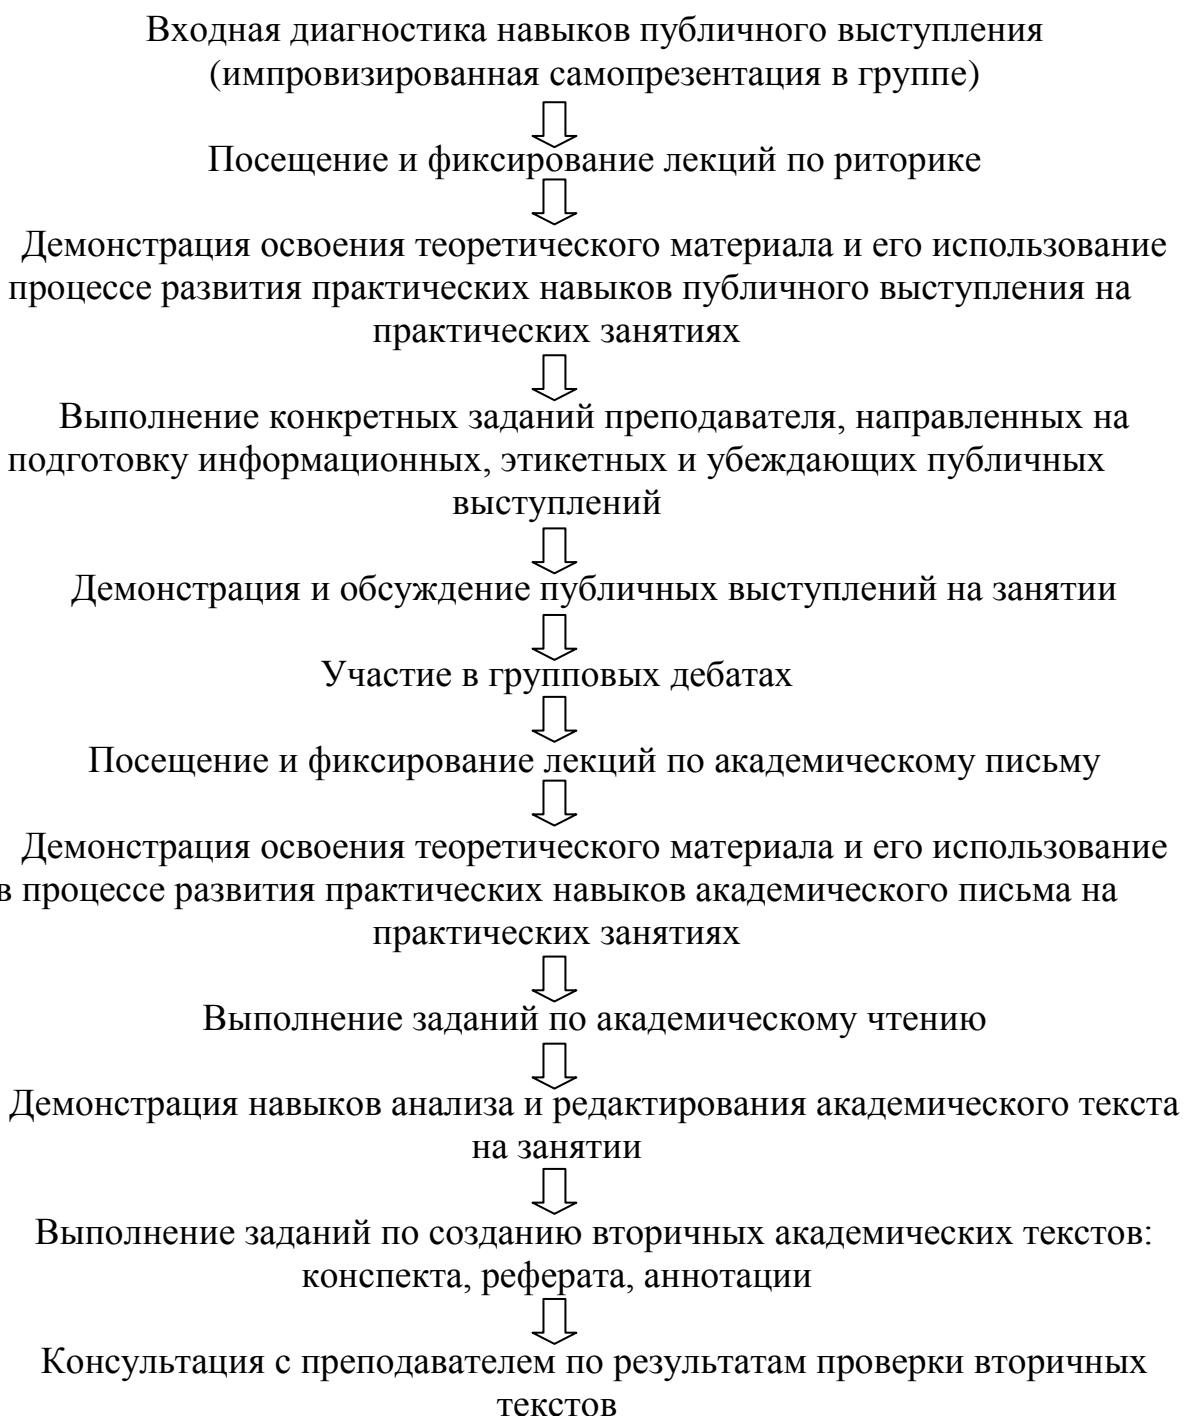 Входная диагностика навыков публичного выступления
(импровизированная самопрезентация в группе)
Посещение и фиксирование лекций по риторике
Демонстрация освоения теоретического материала и его использование
процессе развития практических навыков публичного выступления на
практических занятиях
Выполнение конкретных заданий преподавателя, направленных на
подготовку информационных, этикетных и убеждающих публичных
выступлений
Демонстрация и обсуждение публичных выступлений на занятии
Участие в групповых дебатах
Посещение и фиксирование лекций по академическому письму
Демонстрация освоения теоретического материала и его использование
в процессе развития практических навыков академического письма на
практических занятиях
Выполнение заданий по академическому чтению
Демонстрация навыков анализа и редактирования академического текста
на занятии
Выполнение заданий по созданию вторичных академических текстов:
конспекта, реферата, аннотации
Консультация с преподавателем по результатам проверки вторичных
текстов